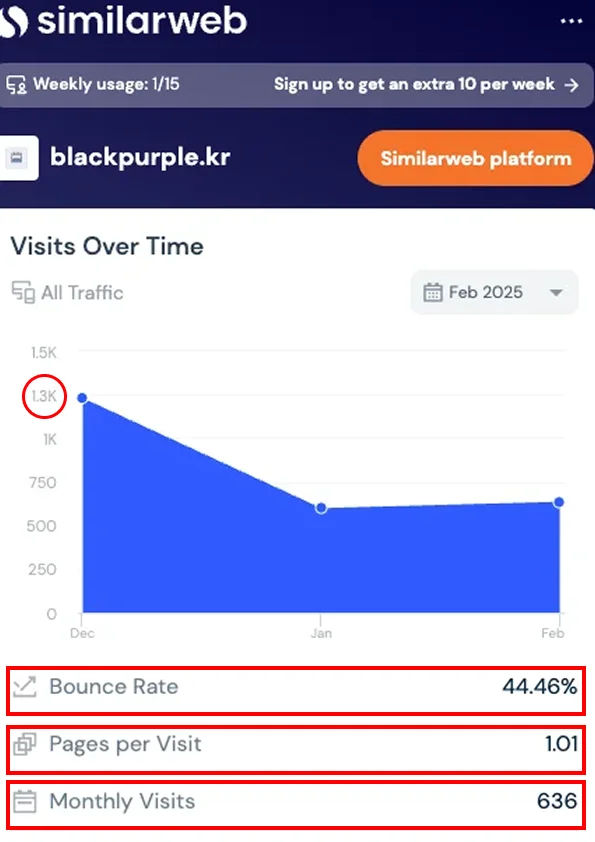 similarweb
Weekly usage: 1/15 Sign up to get an extra 10 per week →
blackpurple.kr Similarweb platform
Visits Over Time
All Traffic Feb 2025
1.5K
1.3K
1K
750
500
250
0
Dec Jan Feb
Bounce Rate 44.46%
Pages per Visit 1.01
Monthly Visits 636